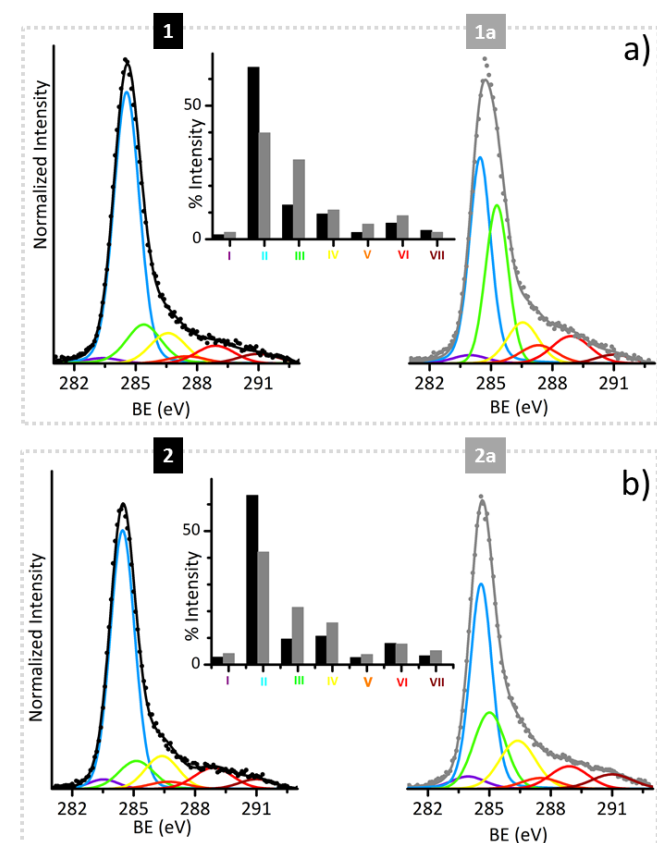 1
1a
a)
Normalized Intensity
50
0
% Intensity
I II III IV V VI VII
282 285 288 291
BE (eV)
282 285 288 291
BE (eV)
2
2a
b)
Normalized Intensity
50
0
% Intensity
I II III IV V VI VII
282 285 288 291
BE (eV)
282 285 288 291
BE (eV)